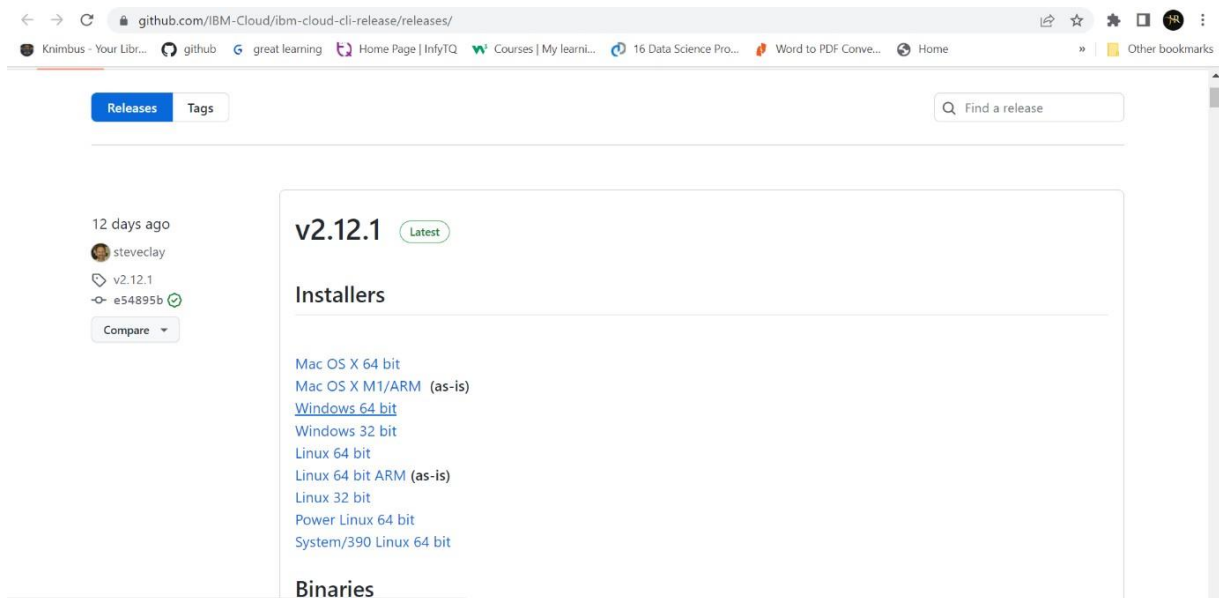 github.com/IBM-Cloud/ibm-cloud-cli-release/releases/
Knimbus - Your Libr... github great learning Home Page | InfyTQ Courses | My learni... 16 Data Science Pro... Word to PDF Conve... Home » Other bookmarks
Releases Tags Find a release
12 days ago
steveclay
v2.12.1
e54895b
Compare
v2.12.1 Latest
Installers
Mac OS X 64 bit
Mac OS X M1/ARM (as-is)
Windows 64 bit
Windows 32 bit
Linux 64 bit
Linux 64 bit ARM (as-is)
Linux 32 bit
Power Linux 64 bit
System/390 Linux 64 bit
Binaries